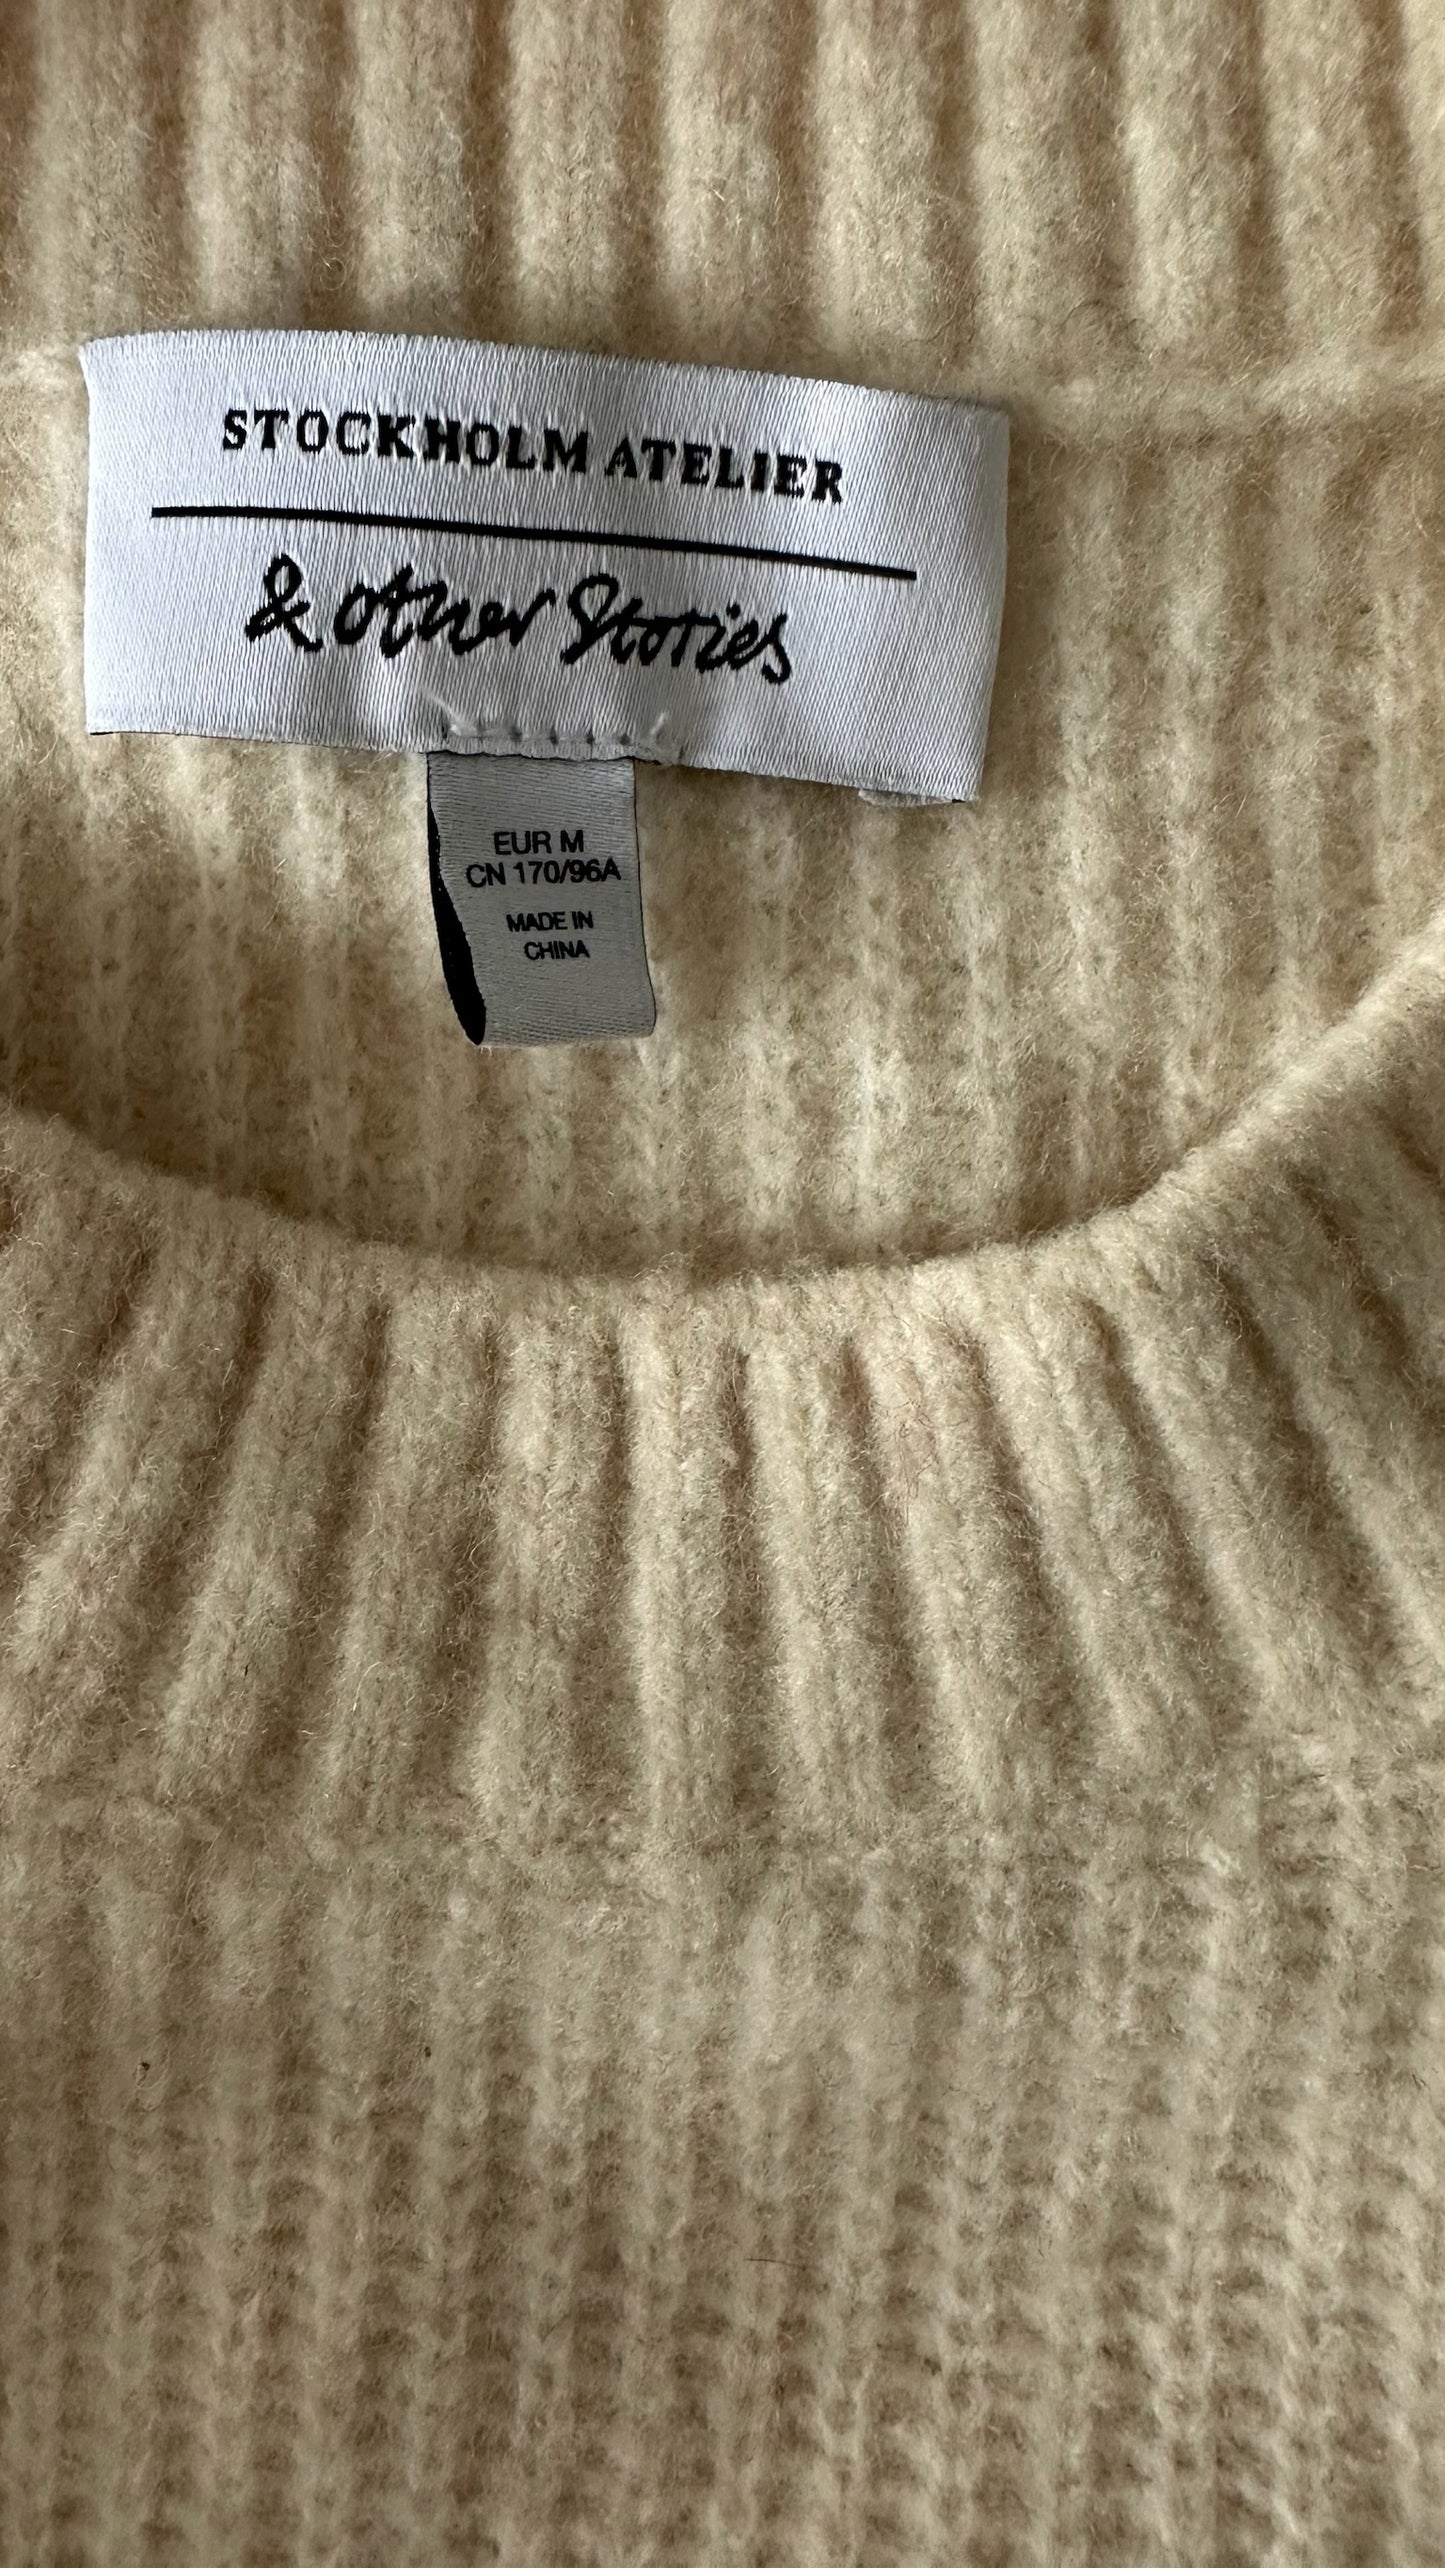 STOCKHOLM ATELIER
& other Stories
EUR M
CN 170/96A
MADE IN
CHINA